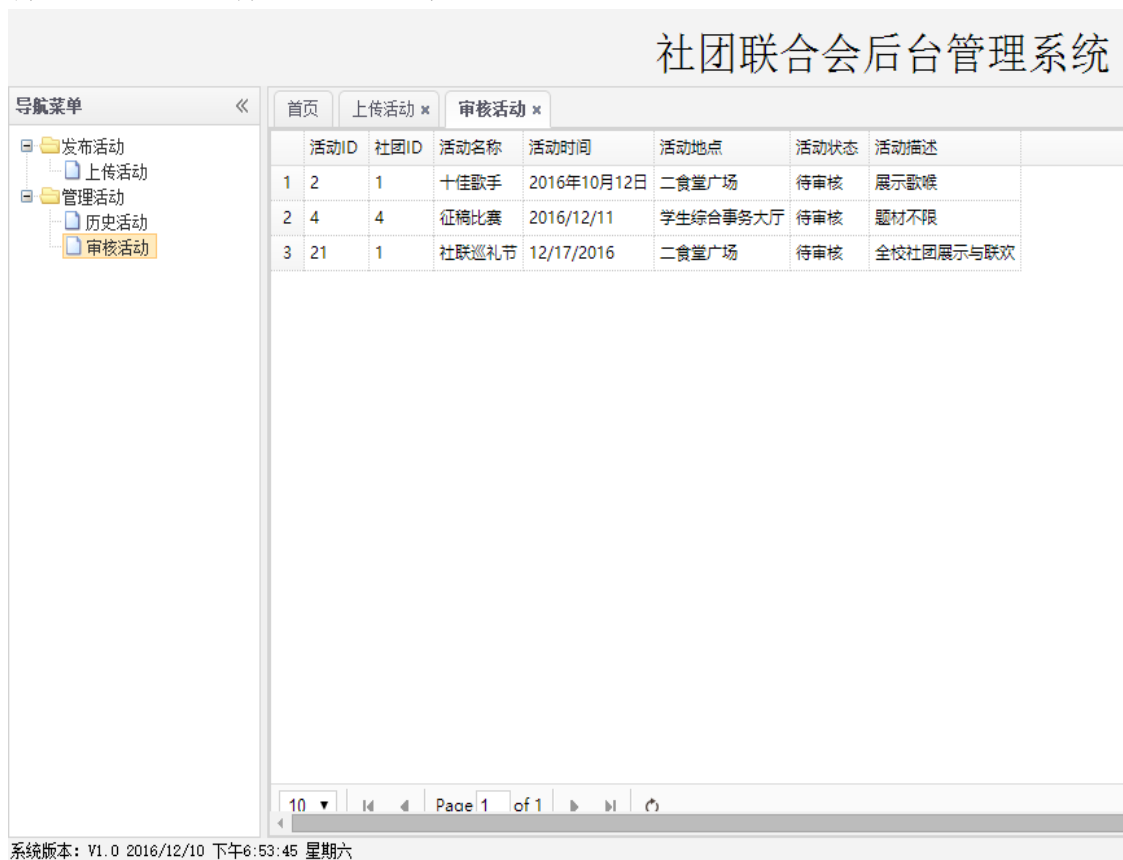 社团联合会后台管理系统
导航菜单
首页 上传活动 审核活动
发布活动
上传活动
管理活动
历史活动
审核活动
活动ID 社团ID 活动名称 活动时间 活动地点 活动状态 活动描述
1 2 1 十佳歌手 2016年10月12日 二食堂广场 待审核 展示歌喉
2 4 4 征稿比赛 2016/12/11 学生综合事务大厅 待审核 题材不限
3 21 1 社联巡礼节 12/17/2016 二食堂广场 待审核 全校社团展示与联欢
10 Page 1 of 1
系统版本：V1.0 2016/12/10 下午6:53:45 星期六